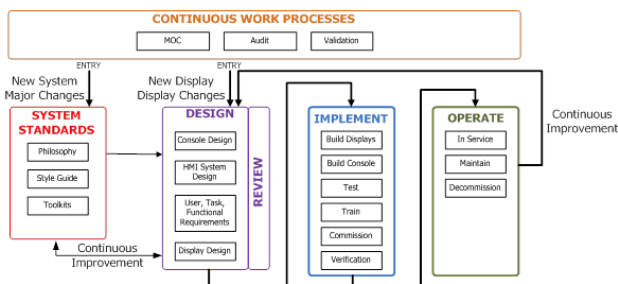 CONTINUOUS WORK PROCESSES
MOC
Audit
Validation
ENTRY
ENTRY
New System
Major Changes
New Display
Display Changes
SYSTEM
STANDARDS
Philosophy
Style Guide
Toolkits
Continuous
Improvement
DESIGN
Console Design
HMI System
Design
User, Task,
Functional
Requirements
Display Design
REVIEW
IMPLEMENT
Build Displays
Build Console
Test
Train
Commission
Verification
OPERATE
In Service
Maintain
Decommission
Continuous
Improvement